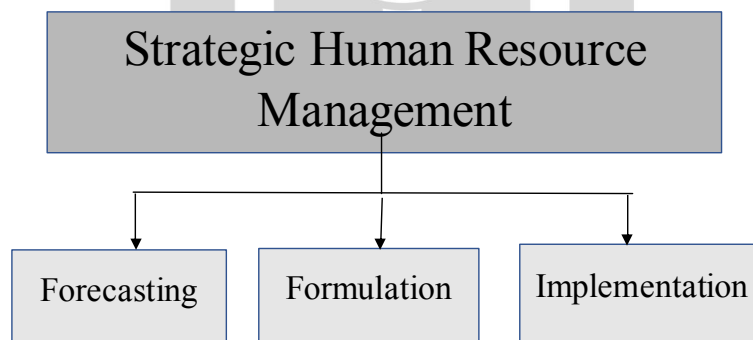 Strategic Human Resource
Management
Forecasting
Formulation
Implementation